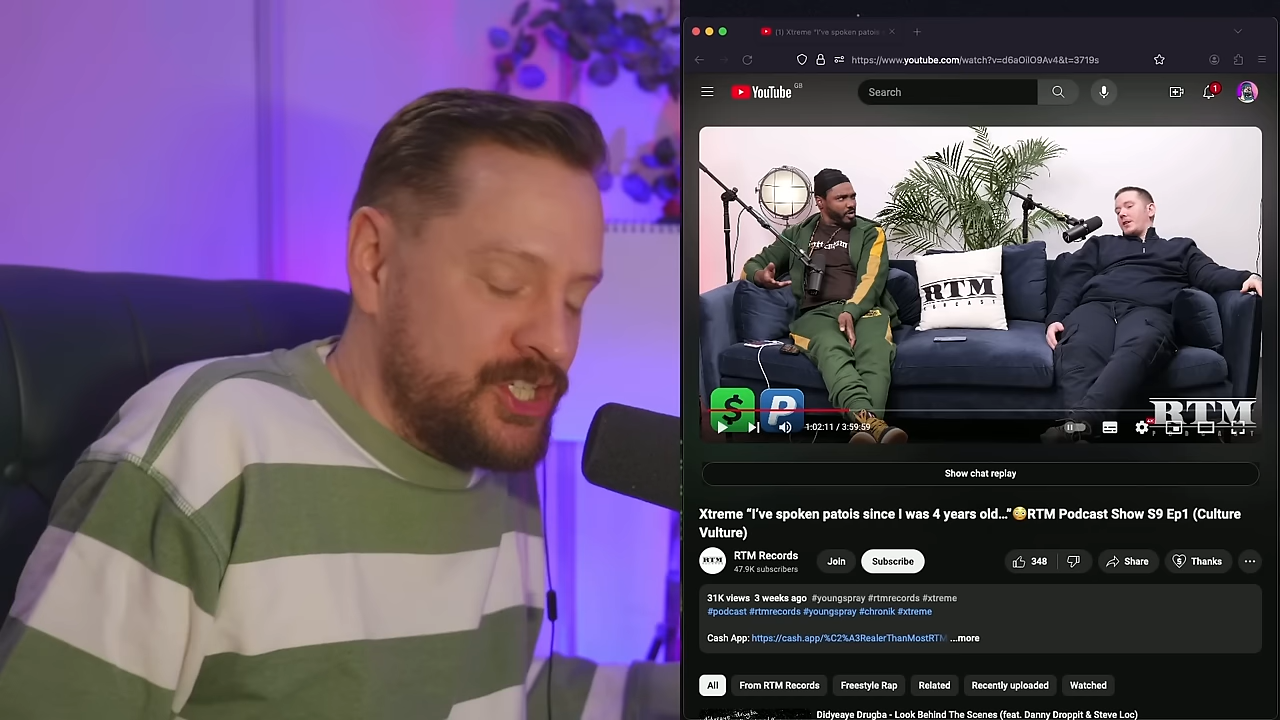 (1) Xtreme “I’ve spoken patois
https://www.youtube.com/watch?v=d6aOilO9Av4&t=3719s
YouTube GB
Search
1
RTM
PODCAST
$
P
RTM
PODCAST
1:02:11 / 3:59:59
Show chat replay
Xtreme “I’ve spoken patois since I was 4 years old…”😳RTM Podcast Show S9 Ep1 (Culture
Vulture)
RTM
RTM Records
47.9K subscribers
Join
Subscribe
348
Share
Thanks
31K views 3 weeks ago #youngspray #rtmrecords #xtreme
#podcast #rtmrecords #youngspray #chronik #xtreme
Cash App: https://cash.app/%C2%A3RealerThanMostRTM ...more
All
From RTM Records
Freestyle Rap
Related
Recently uploaded
Watched
Didyeaye Drugba - Look Behind The Scenes (feat. Danny Droppit & Steve Loc)